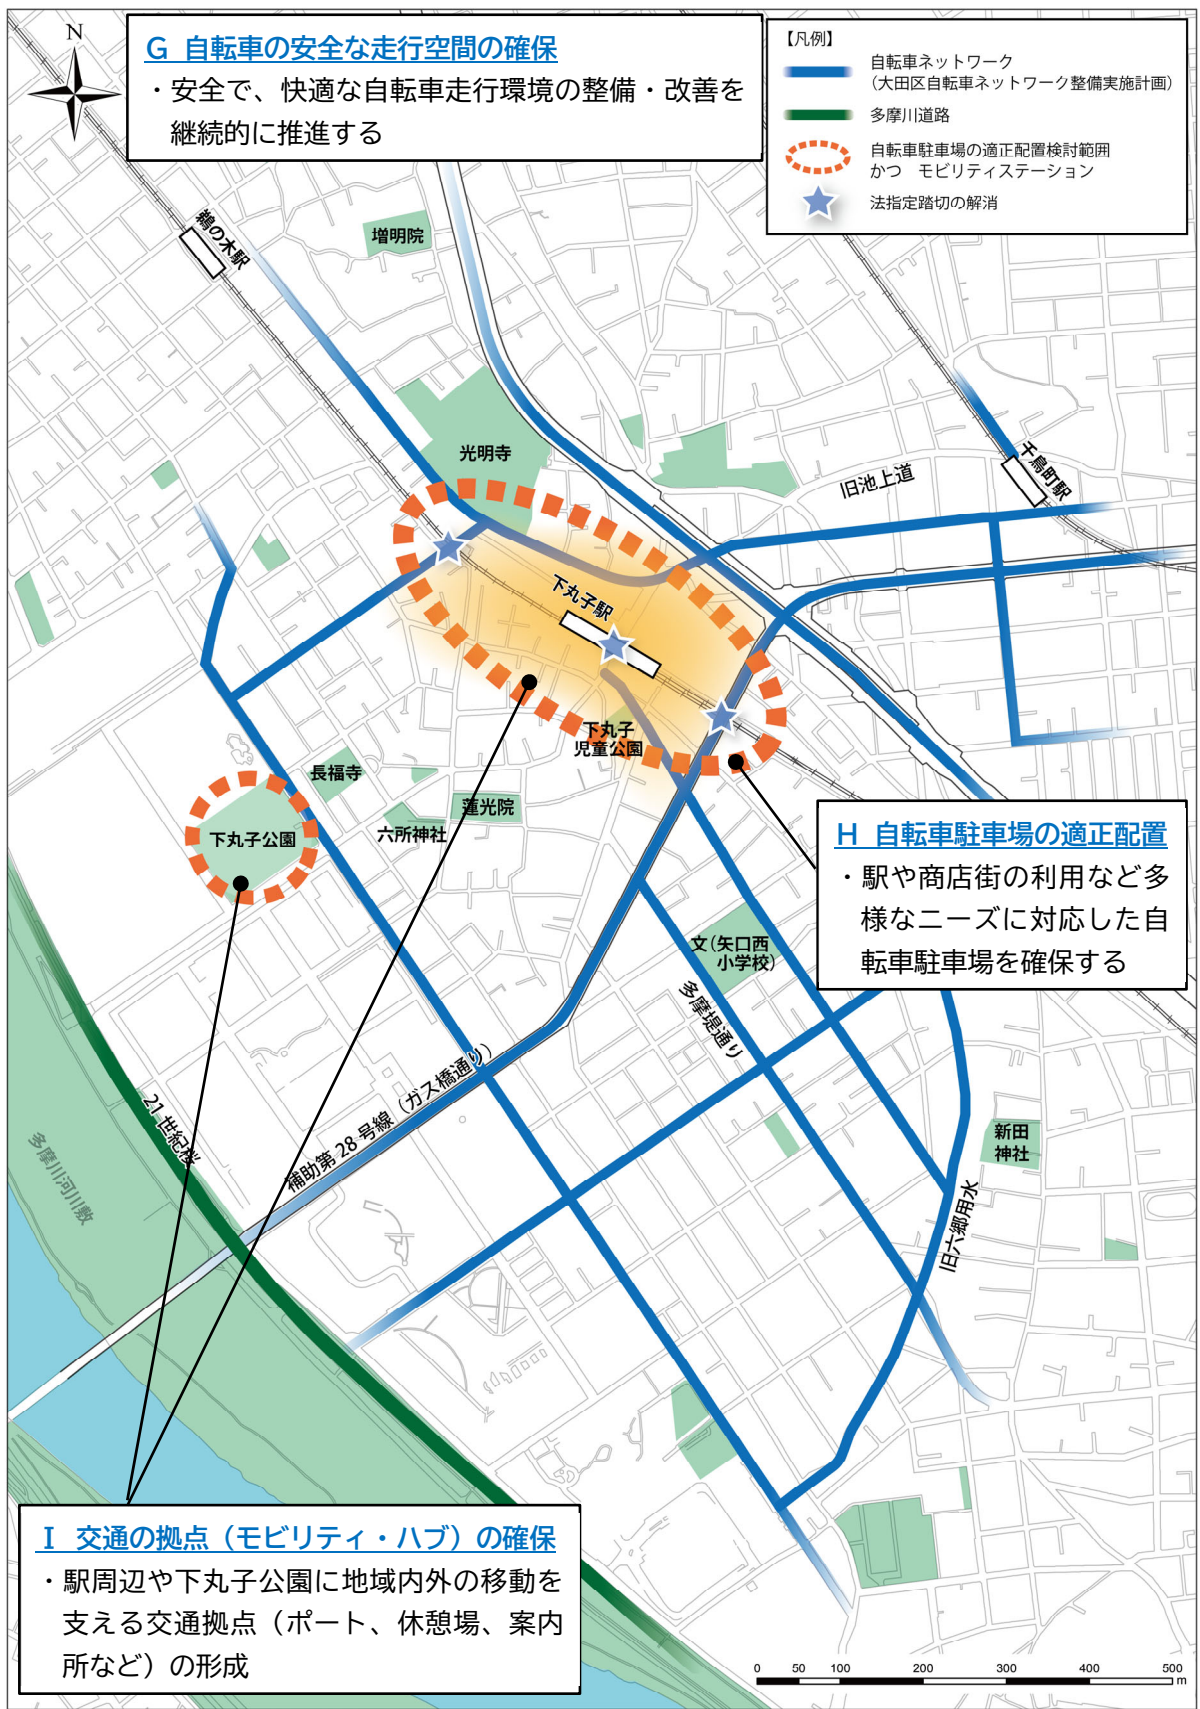 N
G 自転車の安全な走行空間の確保
・安全で、快適な自転車走行環境の整備・改善を
継続的に推進する
【凡例】
自転車ネットワーク
（大田区自転車ネットワーク整備実施計画）
多摩川道路
自転車駐車場の適正配置検討範囲
かつ モビリティステーション
法指定踏切の解消
鵜の木駅
増明院
光明寺
旧池上道
千鳥町駅
下丸子駅
下丸子
児童公園
長福寺
蓮光院
六所神社
下丸子公園
H 自転車駐車場の適正配置
・駅や商店街の利用など多
様なニーズに対応した自
転車駐車場を確保する
文(矢口西
小学校)
多摩堤通り
補助第28号線（ガス橋通り）
21世紀桜
多摩川河川敷
新田
神社
旧六郷用水
I 交通の拠点（モビリティ・ハブ）の確保
・駅周辺や下丸子公園に地域内外の移動を
支える交通拠点（ポート、休憩場、案内
所など）の形成
0 50 100 200 300 400 500
m